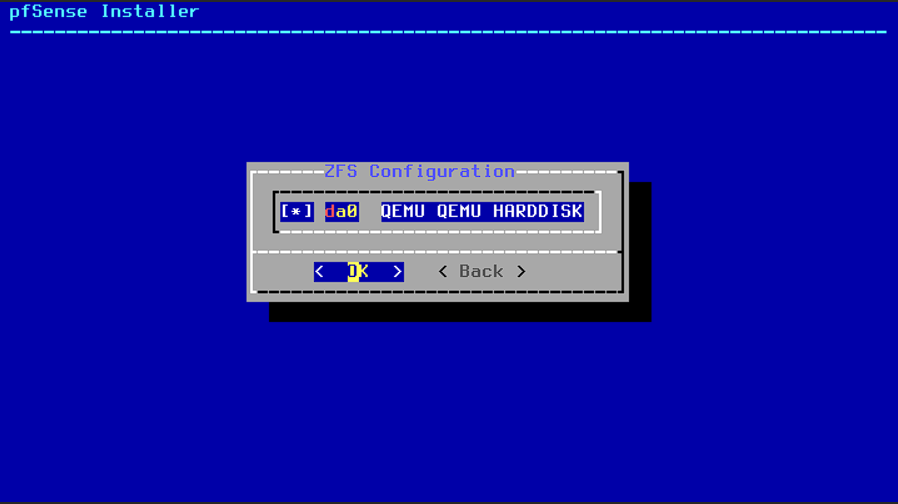 pfSense Installer
ZFS Configuration
[*] da0 QEMU QEMU HARDDISK
< OK > < Back >